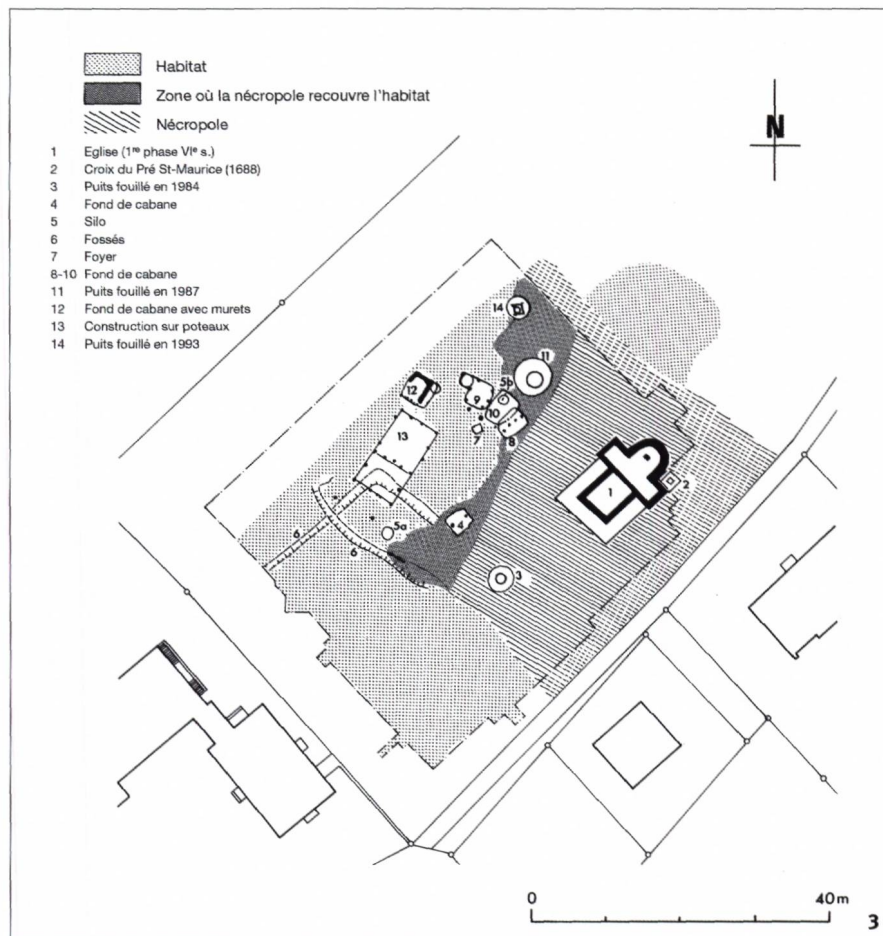 Habitat
Zone où la nécropole recouvre l'habitat
Nécropole
1 Eglise (1re phase VIe s.)
2 Croix du Pré St-Maurice (1688)
3 Puits fouillé en 1984
4 Fond de cabane
5 Silo
6 Fossés
7 Foyer
8-10 Fond de cabane
11 Puits fouillé en 1987
12 Fond de cabane avec murets
13 Construction sur poteaux
14 Puits fouillé en 1993
N
14
11
5b
12
9
10
7
8
13
1
2
4
5a
6
6
3
0 40 m
3